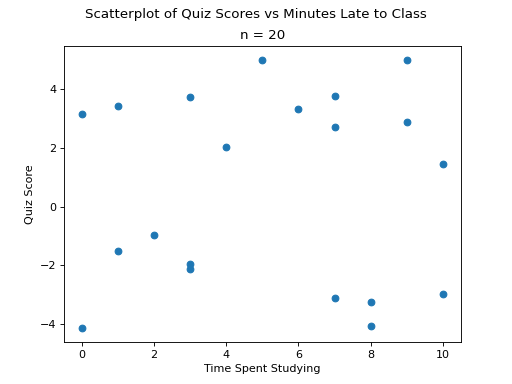 Scatterplot of Quiz Scores vs Minutes Late to Class
n = 20
4
2
0
−2
−4
Quiz Score
0 2 4 6 8 10
Time Spent Studying